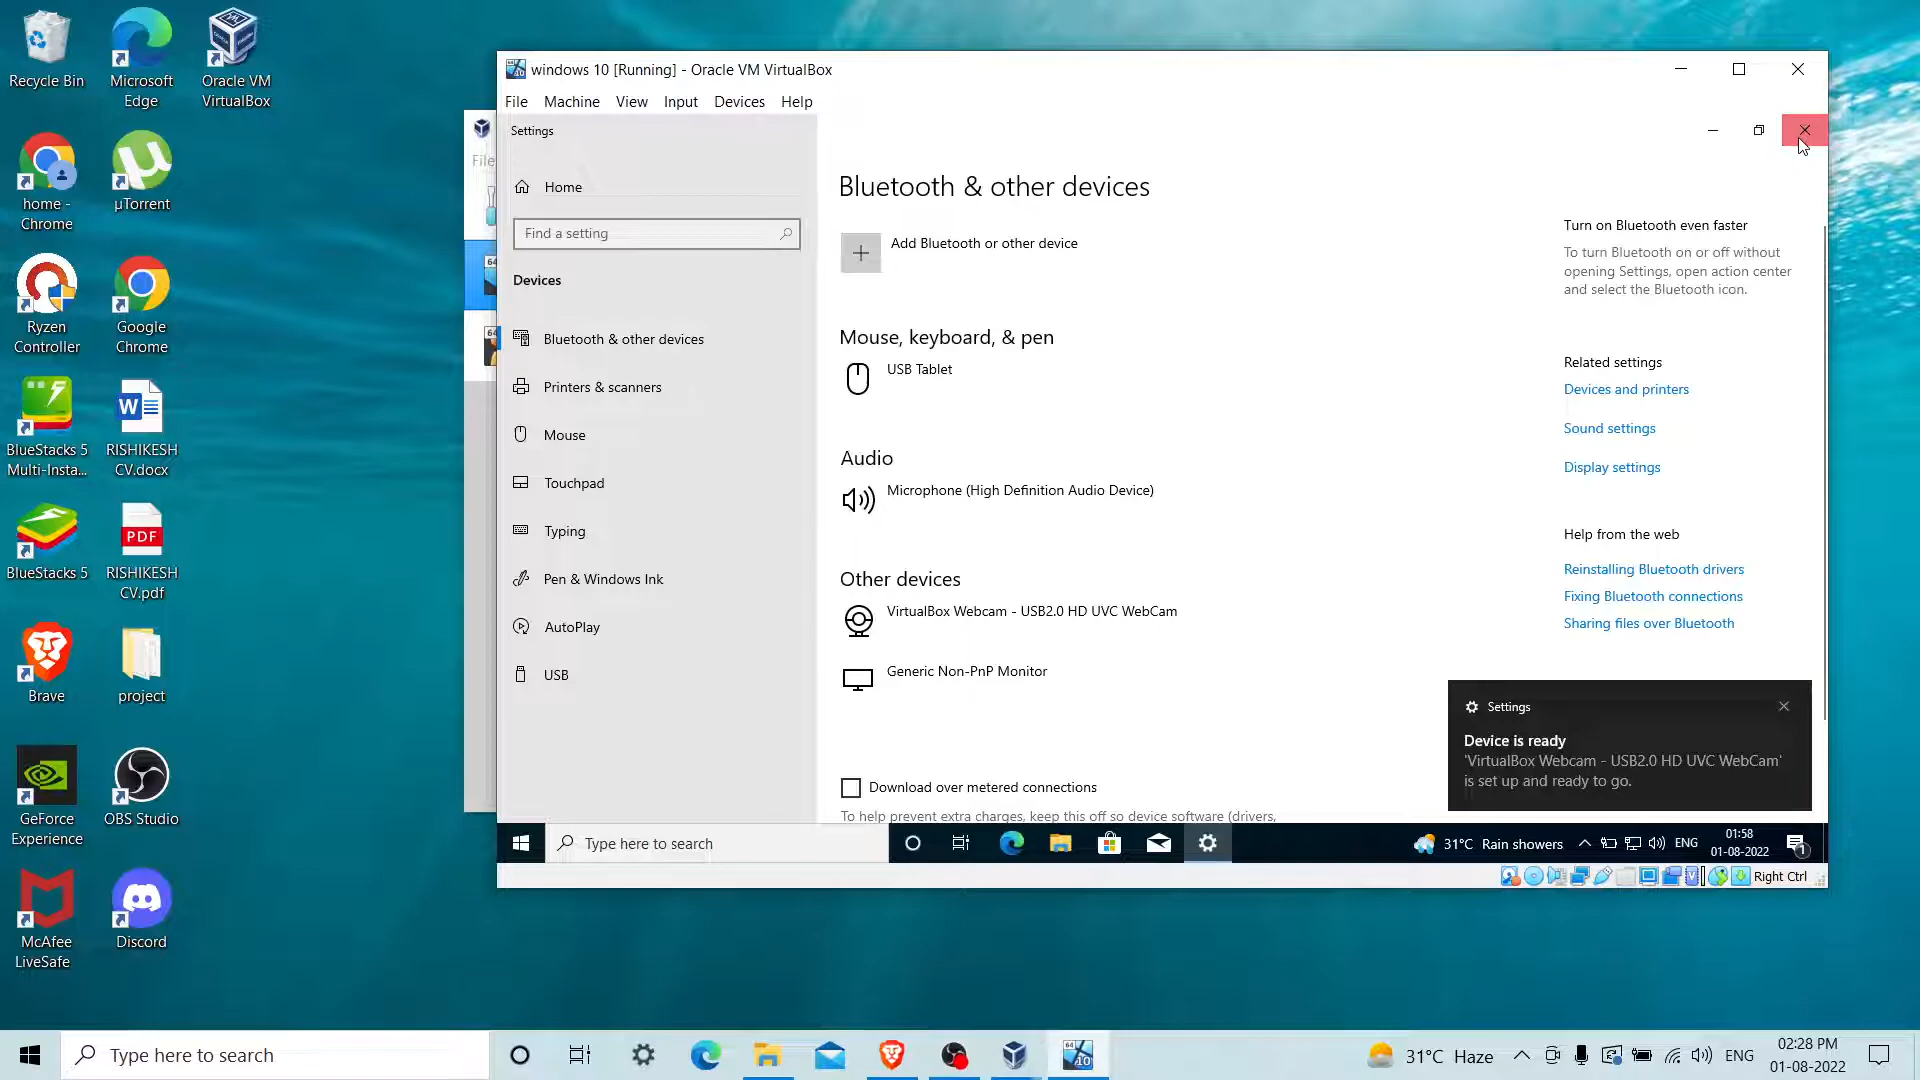 Recycle Bin
Microsoft
Edge
Oracle VM
VirtualBox
home -
Chrome
µTorrent
Ryzen
Controller
Google
Chrome
BlueStacks 5
Multi-Insta...
RISHIKESH
CV.docx
BlueStacks 5
RISHIKESH
CV.pdf
Brave
project
GeForce
Experience
OBS Studio
McAfee
LiveSafe
Discord
File
windows 10 [Running] - Oracle VM VirtualBox
File Machine View Input Devices Help
Settings
Home
Find a setting
Devices
Bluetooth & other devices
Printers & scanners
Mouse
Touchpad
Typing
Pen & Windows Ink
AutoPlay
USB
Bluetooth & other devices
Add Bluetooth or other device
Mouse, keyboard, & pen
USB Tablet
Audio
Microphone (High Definition Audio Device)
Other devices
VirtualBox Webcam - USB2.0 HD UVC WebCam
Generic Non-PnP Monitor
Download over metered connections
To help prevent extra charges, keep this off so device software (drivers,
Turn on Bluetooth even faster
To turn Bluetooth on or off without
opening Settings, open action center
and select the Bluetooth icon.
Related settings
Devices and printers
Sound settings
Display settings
Help from the web
Reinstalling Bluetooth drivers
Fixing Bluetooth connections
Sharing files over Bluetooth
Settings
Device is ready
'VirtualBox Webcam - USB2.0 HD UVC WebCam'
is set up and ready to go.
Type here to search
31°C Rain showers
ENG
01:58
01-08-2022
1
Right Ctrl
Type here to search
31°C Haze
ENG
02:28 PM
01-08-2022